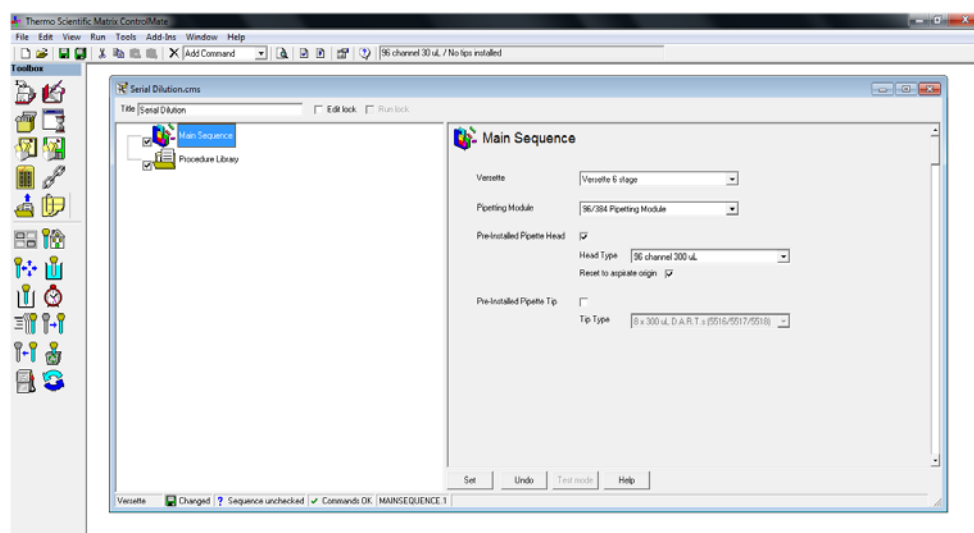 Thermo Scientific Matrix ControlMate
File Edit View Run Tools Add-Ins Window Help
Add Command
96 channel 30 uL / No tips installed
Toolbox
Serial Dilution.cms
Title Serial Dilution Edit lock Run lock
Main Sequence
Procedure Library
Main Sequence
Versette Versette 6 stage
Pipetting Module 96/384 Pipetting Module
Pre-Installed Pipette Head
Head Type 96 channel 300 uL
Reset to aspirate origin
Pre-Installed Pipette Tip
Tip Type 8 x 300 uL D.A.R.T.s (5516/5517/5518)
Set Undo Test mode Help
Versette Changed Sequence unchecked Commands OK MAINSEQUENCE.1